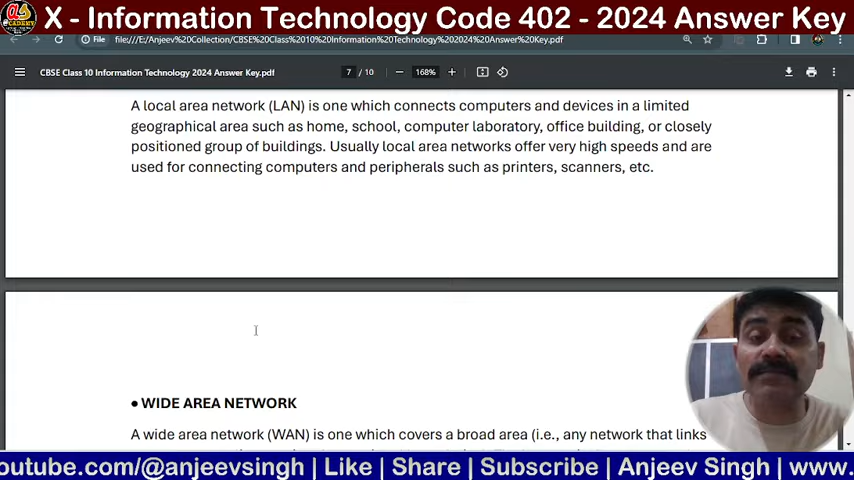 X - Information Technology Code 402 - 2024 Answer Key
ACADEMY
File
file:///E:/Anjeev%20Collection/CBSE%20Class%2010%20Information%20Technology%202024%20Answer%20Key.pdf
CBSE Class 10 Information Technology 2024 Answer Key.pdf
7 / 10
168%
A local area network (LAN) is one which connects computers and devices in a limited
geographical area such as home, school, computer laboratory, office building, or closely
positioned group of buildings. Usually local area networks offer very high speeds and are
used for connecting computers and peripherals such as printers, scanners, etc.
• WIDE AREA NETWORK
A wide area network (WAN) is one which covers a broad area (i.e., any network that links
outube.com/@anjeevsingh | Like | Share | Subscribe | Anjeev Singh | www.